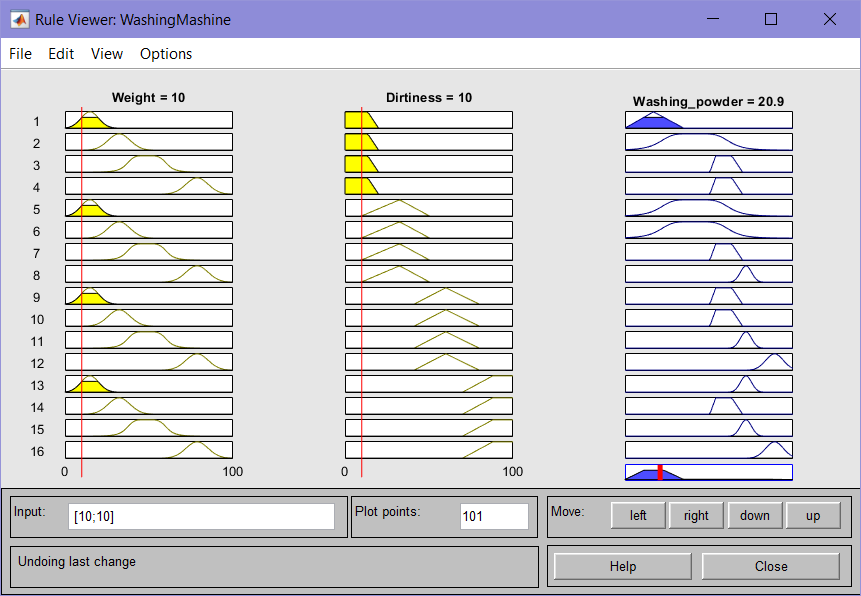 Rule Viewer: WashingMashine
File Edit View Options
Weight = 10 Dirtiness = 10 Washing_powder = 20.9
1
2
3
4
5
6
7
8
9
10
11
12
13
14
15
16
0 100 0 100
Input: [10;10] Plot points: 101 Move: left right down up
Undoing last change Help Close